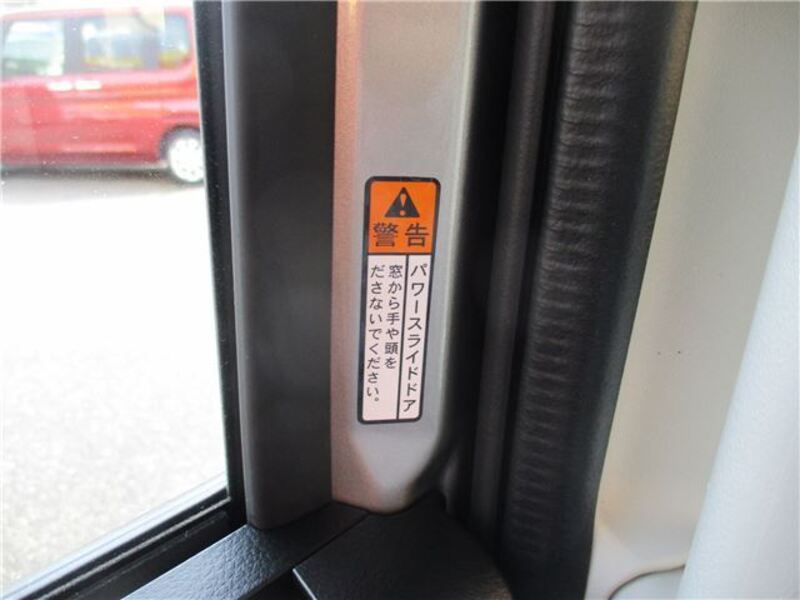 警告
パワースライドドア
窓から手や頭を
ださないでください。